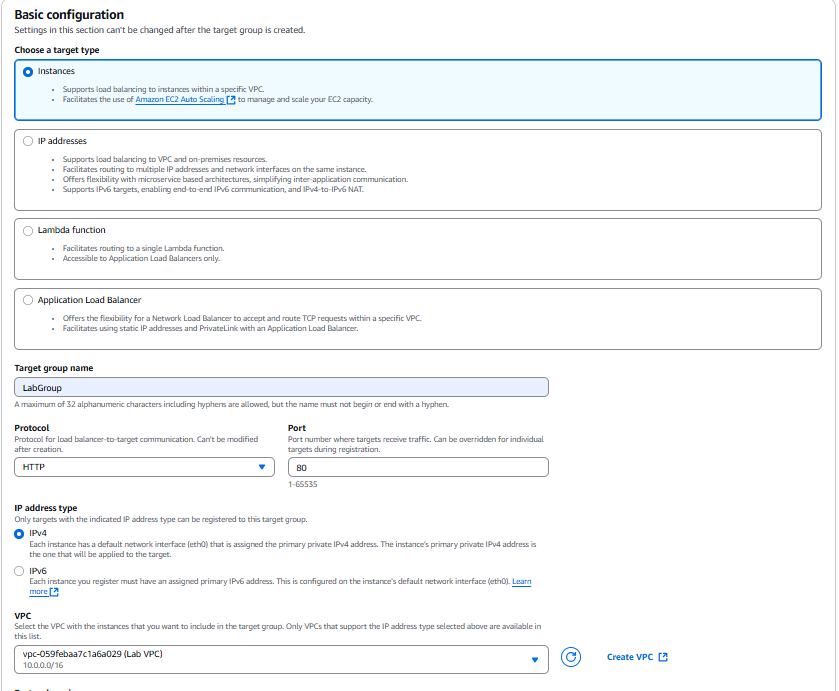 Basic configuration
Settings in this section can't be changed after the target group is created.
Choose a target type
Instances
• Supports load balancing to instances within a specific VPC.
• Facilitates the use of Amazon EC2 Auto Scaling to manage and scale your EC2 capacity.
IP addresses
• Supports load balancing to VPC and on-premises resources.
• Facilitates routing to multiple IP addresses and network interfaces on the same instance.
• Offers flexibility with microservice based architectures, simplifying inter-application communication.
• Supports IPv6 targets, enabling end-to-end IPv6 communication, and IPv4-to-IPv6 NAT.
Lambda function
• Facilitates routing to a single Lambda function.
• Accessible to Application Load Balancers only.
Application Load Balancer
• Offers the flexibility for a Network Load Balancer to accept and route TCP requests within a specific VPC.
• Facilitates using static IP addresses and PrivateLink with an Application Load Balancer.
Target group name
LabGroup
A maximum of 32 alphanumeric characters including hyphens are allowed, but the name must not begin or end with a hyphen.
Protocol
Protocol for load balancer-to-target communication. Can't be modified
after creation.
HTTP
Port
Port number where targets receive traffic. Can be overridden for individual
targets during registration.
80
1-65535
IP address type
Only targets with the indicated IP address type can be registered to this target group.
IPv4
Each instance has a default network interface (eth0) that is assigned the primary private IPv4 address. The instance's primary private IPv4 address is
the one that will be applied to the target.
IPv6
Each instance you register must have an assigned primary IPv6 address. This is configured on the instance's default network interface (eth0). Learn
more
VPC
Select the VPC with the instances that you want to include in the target group. Only VPCs that support the IP address type selected above are available in
this list.
vpc-059febaa7c1a6a029 (Lab VPC)
10.0.0.0/16
Create VPC